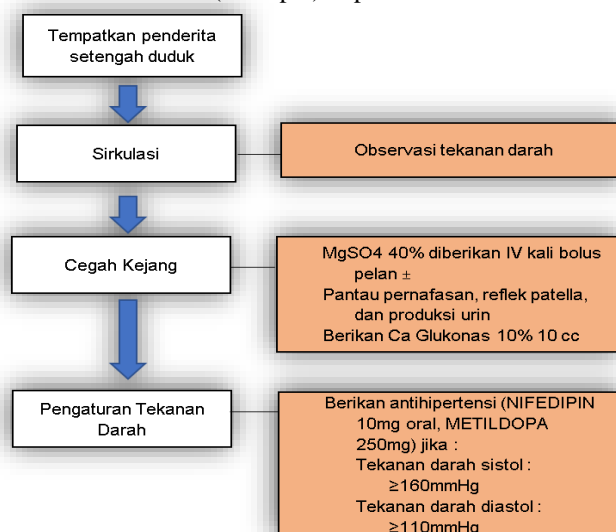 Tempatkan penderita
setengah duduk
Sirkulasi
Observasi tekanan darah
Cegah Kejang
MgSO4 40% diberikan IV kali bolus
pelan ±
Pantau pernafasan, reflek patella,
dan produksi urin
Berikan Ca Glukonas 10% 10 cc
Pengaturan Tekanan
Darah
Berikan antihipertensi (NIFEDIPIN
10mg oral, METILDOPA
250mg) jika :
Tekanan darah sistol :
≥160mmHg
Tekanan darah diastol :
≥110mmHg